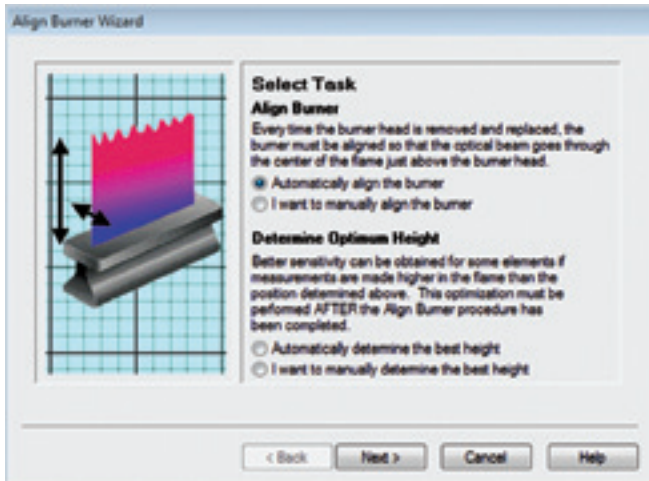 Align Burner Wizard
Select Task
Align Burner
Every time the burner head is removed and replaced, the
burner must be aligned so that the optical beam goes through
the center of the flame just above the burner head.
Automatically align the burner
I want to manually align the burner
Determine Optimum Height
Better sensitivity can be obtained for some elements if
measurements are made higher in the flame than the
position determined above. This optimization must be
performed AFTER the Align Burner procedure has
been completed.
Automatically determine the best height
I want to manually determine the best height
< Back Next > Cancel Help